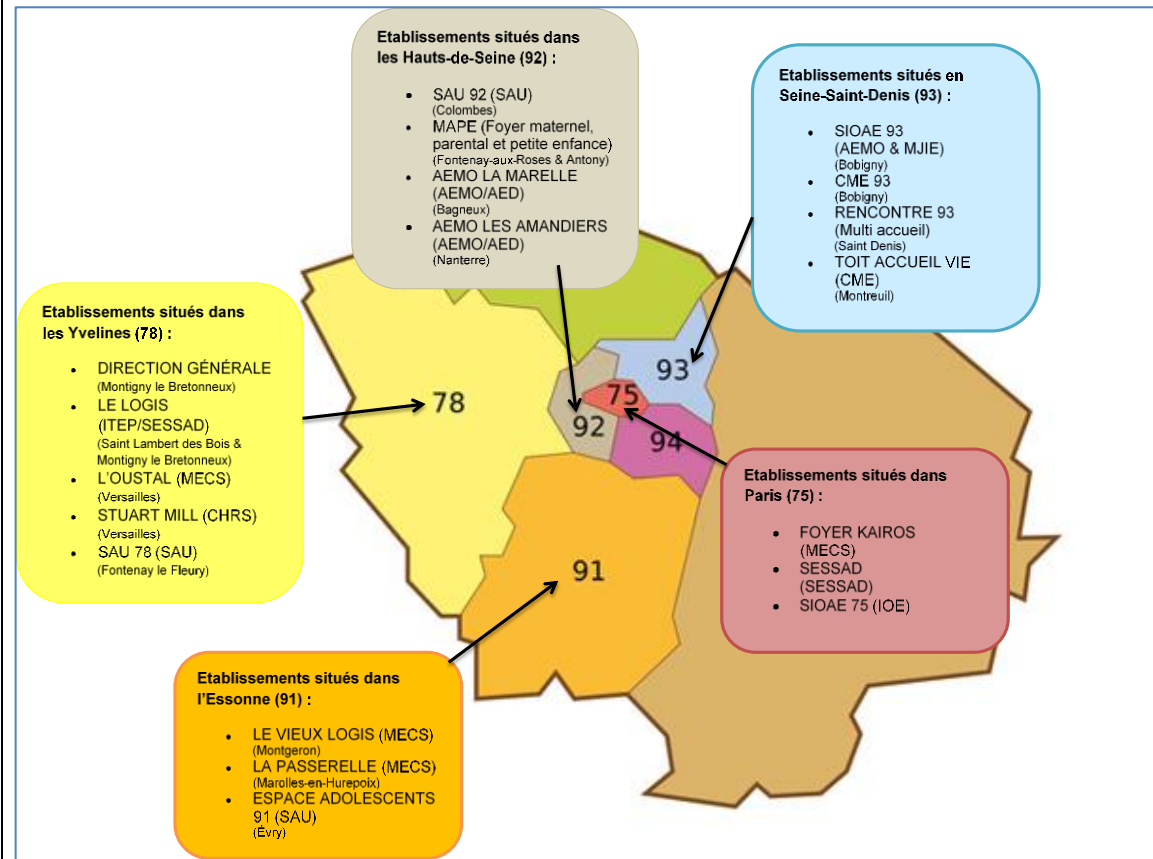 Etablissements situés dans
les Hauts-de-Seine (92) :
• SAU 92 (SAU)
(Colombes)
• MAPE (Foyer maternel,
parental et petite enfance)
(Fontenay-aux-Roses & Antony)
• AEMO LA MARELLE
(AEMO/AED)
(Bagneux)
• AEMO LES AMANDIERS
(AEMO/AED)
(Nanterre)
Etablissements situés en
Seine-Saint-Denis (93) :
• SIOAE 93
(AEMO & MJIE)
(Bobigny)
• CME 93
(Bobigny)
• RENCONTRE 93
(Multi accueil)
(Saint Denis)
• TOIT ACCUEIL VIE
(CME)
(Montreuil)
Etablissements situés dans
les Yvelines (78) :
• DIRECTION GÉNÉRALE
(Montigny le Bretonneux)
• LE LOGIS
(ITEP/SESSAD)
(Saint Lambert des Bois &
Montigny le Bretonneux)
• L'OUSTAL (MECS)
(Versailles)
• STUART MILL (CHRS)
(Versailles)
• SAU 78 (SAU)
(Fontenay le Fleury)
93
75
78
92
94
91
Etablissements situés dans
Paris (75) :
• FOYER KAIROS
(MECS)
• SESSAD
(SESSAD)
• SIOAE 75 (IOE)
Etablissements situés dans
l'Essonne (91) :
• LE VIEUX LOGIS (MECS)
(Montgeron)
• LA PASSERELLE (MECS)
(Marolles-en-Hurepoix)
• ESPACE ADOLESCENTS
91 (SAU)
(Évry)